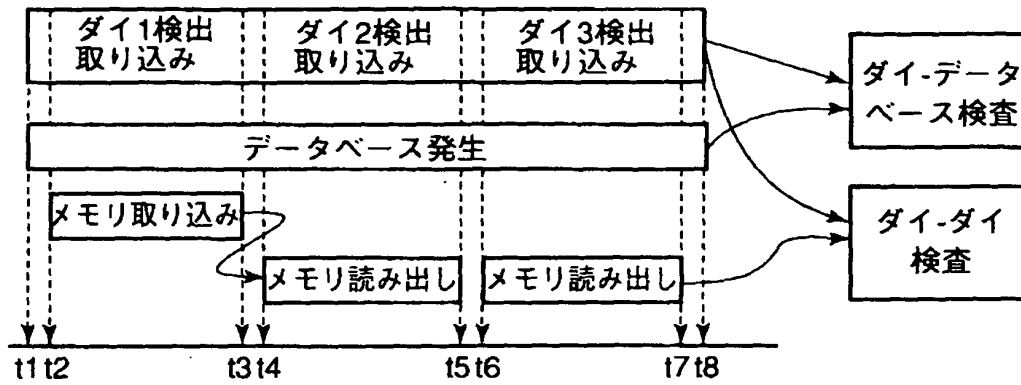 ダイ1検出
取り込み
ダイ2検出
取り込み
ダイ3検出
取り込み
ダイ-データ
ベース検査
データベース発生
メモリ取り込み
ダイ-ダイ
検査
メモリ読み出し
メモリ読み出し
t1 t2 t3 t4 t5 t6 t7 t8